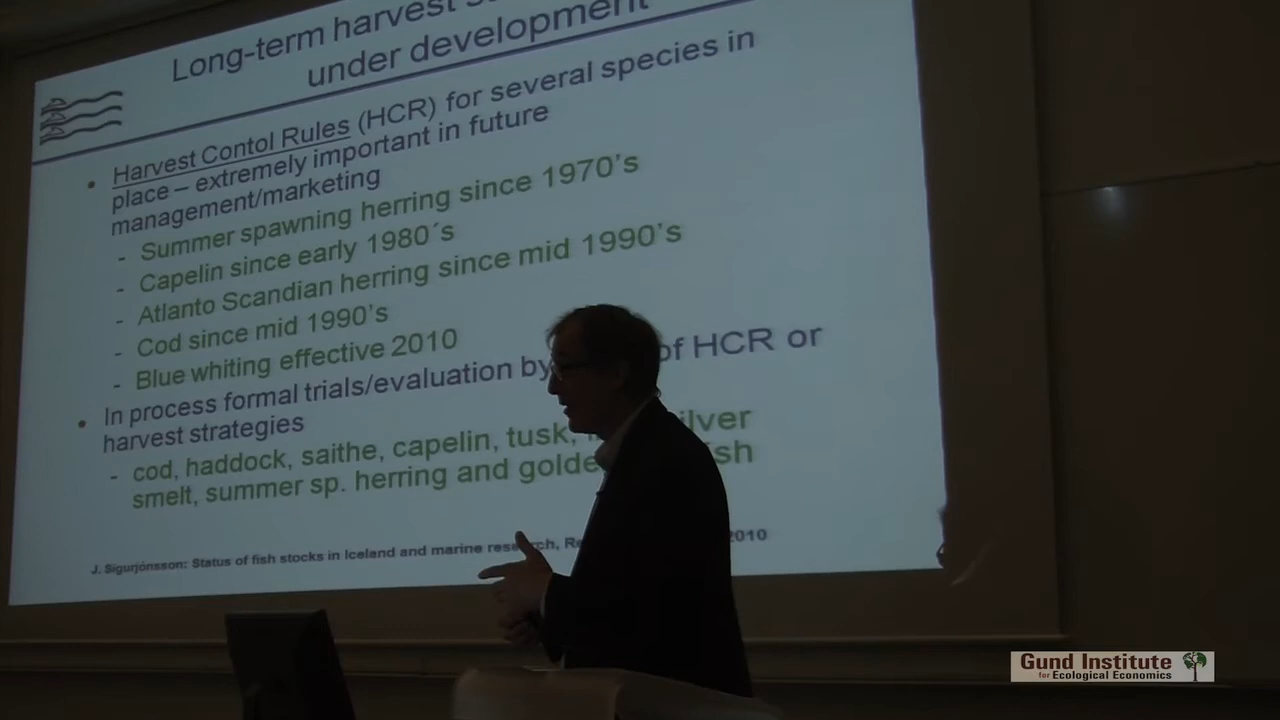 Long-term harvest
under development
• Harvest Contol Rules (HCR) for several species in
place – extremely important in future
management/marketing
- Summer spawning herring since 1970's
- Capelin since early 1980´s
- Atlanto Scandian herring since mid 1990's
- Cod since mid 1990's
- Blue whiting effective 2010
• In process formal trials/evaluation by of HCR or
harvest strategies
- cod, haddock, saithe, capelin, tusk,
smelt, summer sp. herring and
J. Sigurjónsson: Status of fish stocks in Iceland and marine 2010
Gund Institute
for Ecological Economics